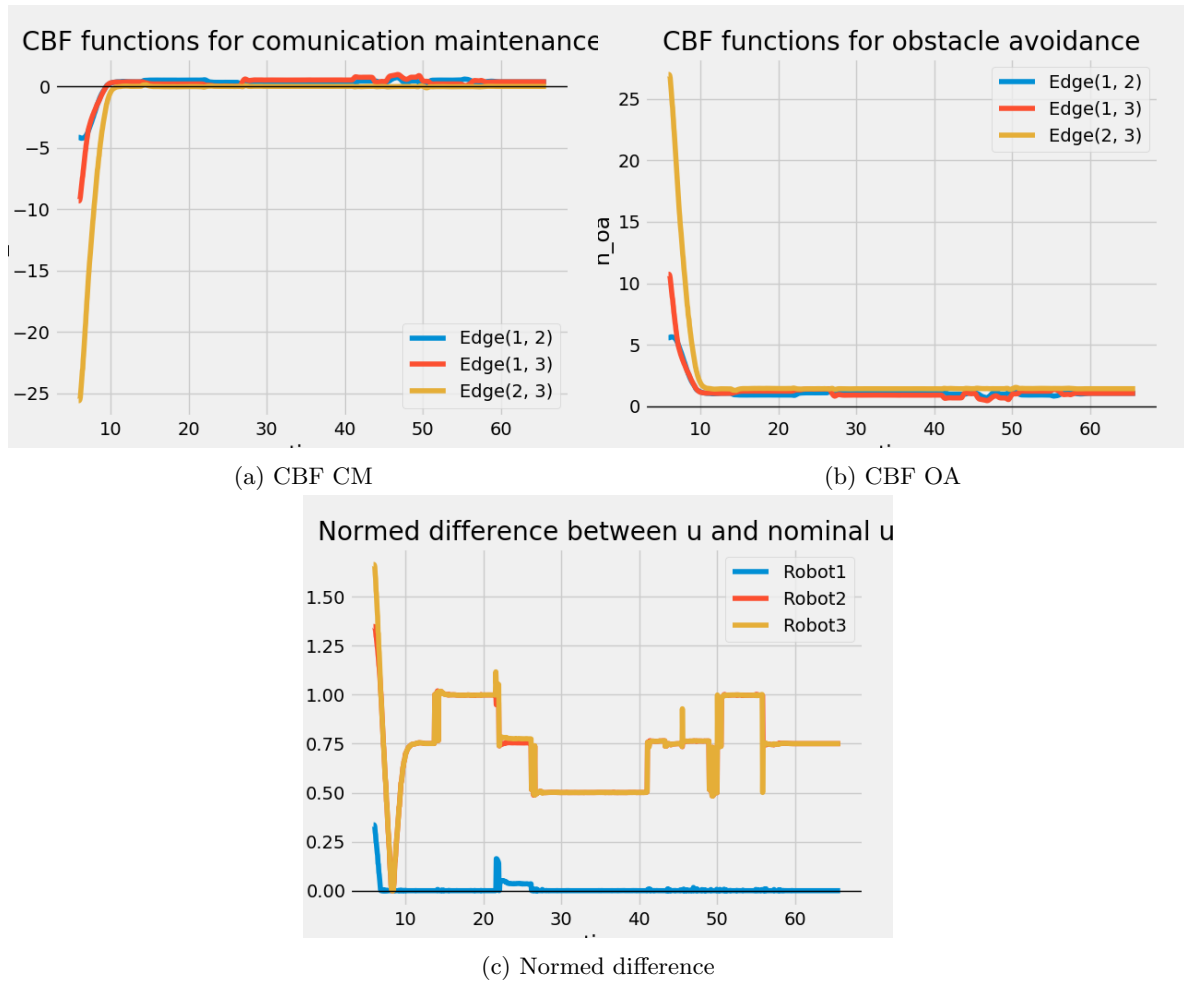 CBF functions for comunication maintenance
0
−5
−10
−15
−20
−25
10 20 30 40 50 60
Edge(1, 2)
Edge(1, 3)
Edge(2, 3)
(a) CBF CM
CBF functions for obstacle avoidance
n_oa
25
20
15
10
5
0
10 20 30 40 50 60
Edge(1, 2)
Edge(1, 3)
Edge(2, 3)
(b) CBF OA
Normed difference between u and nominal u
1.50
1.25
1.00
0.75
0.50
0.25
0.00
10 20 30 40 50 60
Robot1
Robot2
Robot3
(c) Normed difference